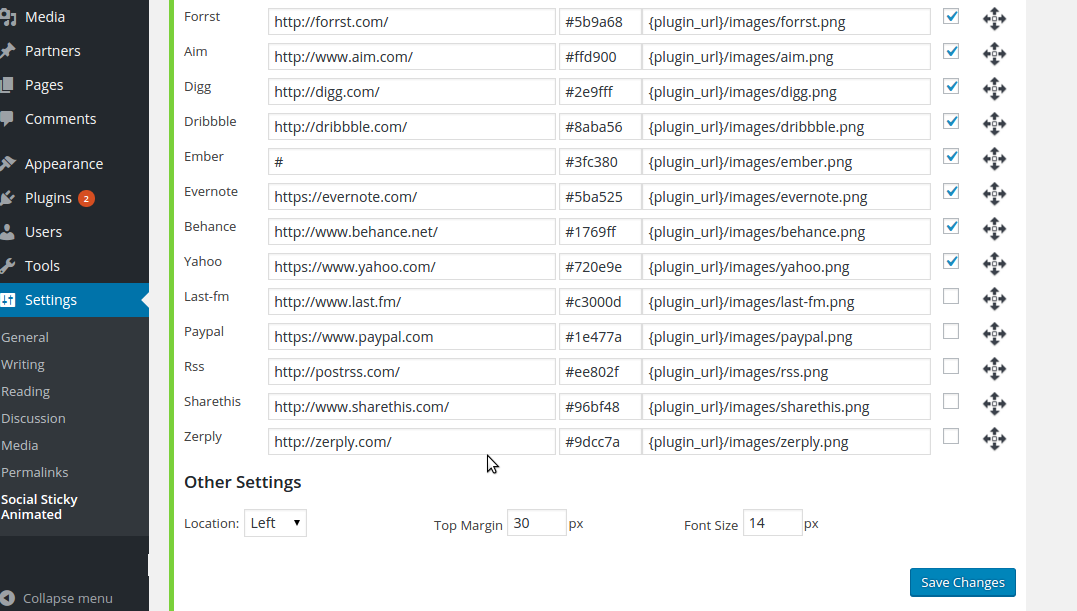 Media
Partners
Pages
Comments
Appearance
Plugins 2
Users
Tools
Settings
General
Writing
Reading
Discussion
Media
Permalinks
Social Sticky
Animated
Collapse menu
Forrst http://forrst.com/ #5b9a68 {plugin_url}/images/forrst.png
Aim http://www.aim.com/ #ffd900 {plugin_url}/images/aim.png
Digg http://digg.com/ #2e9fff {plugin_url}/images/digg.png
Dribbble http://dribbble.com/ #8aba56 {plugin_url}/images/dribbble.png
Ember # #3fc380 {plugin_url}/images/ember.png
Evernote https://evernote.com/ #5ba525 {plugin_url}/images/evernote.png
Behance http://www.behance.net/ #1769ff {plugin_url}/images/behance.png
Yahoo https://www.yahoo.com/ #720e9e {plugin_url}/images/yahoo.png
Last-fm http://www.last.fm/ #c3000d {plugin_url}/images/last-fm.png
Paypal https://www.paypal.com #1e477a {plugin_url}/images/paypal.png
Rss http://postrss.com/ #ee802f {plugin_url}/images/rss.png
Sharethis http://www.sharethis.com/ #96bf48 {plugin_url}/images/sharethis.png
Zerply http://zerply.com/ #9dcc7a {plugin_url}/images/zerply.png
Other Settings
Location: Left Top Margin 30 px Font Size 14 px
Save Changes